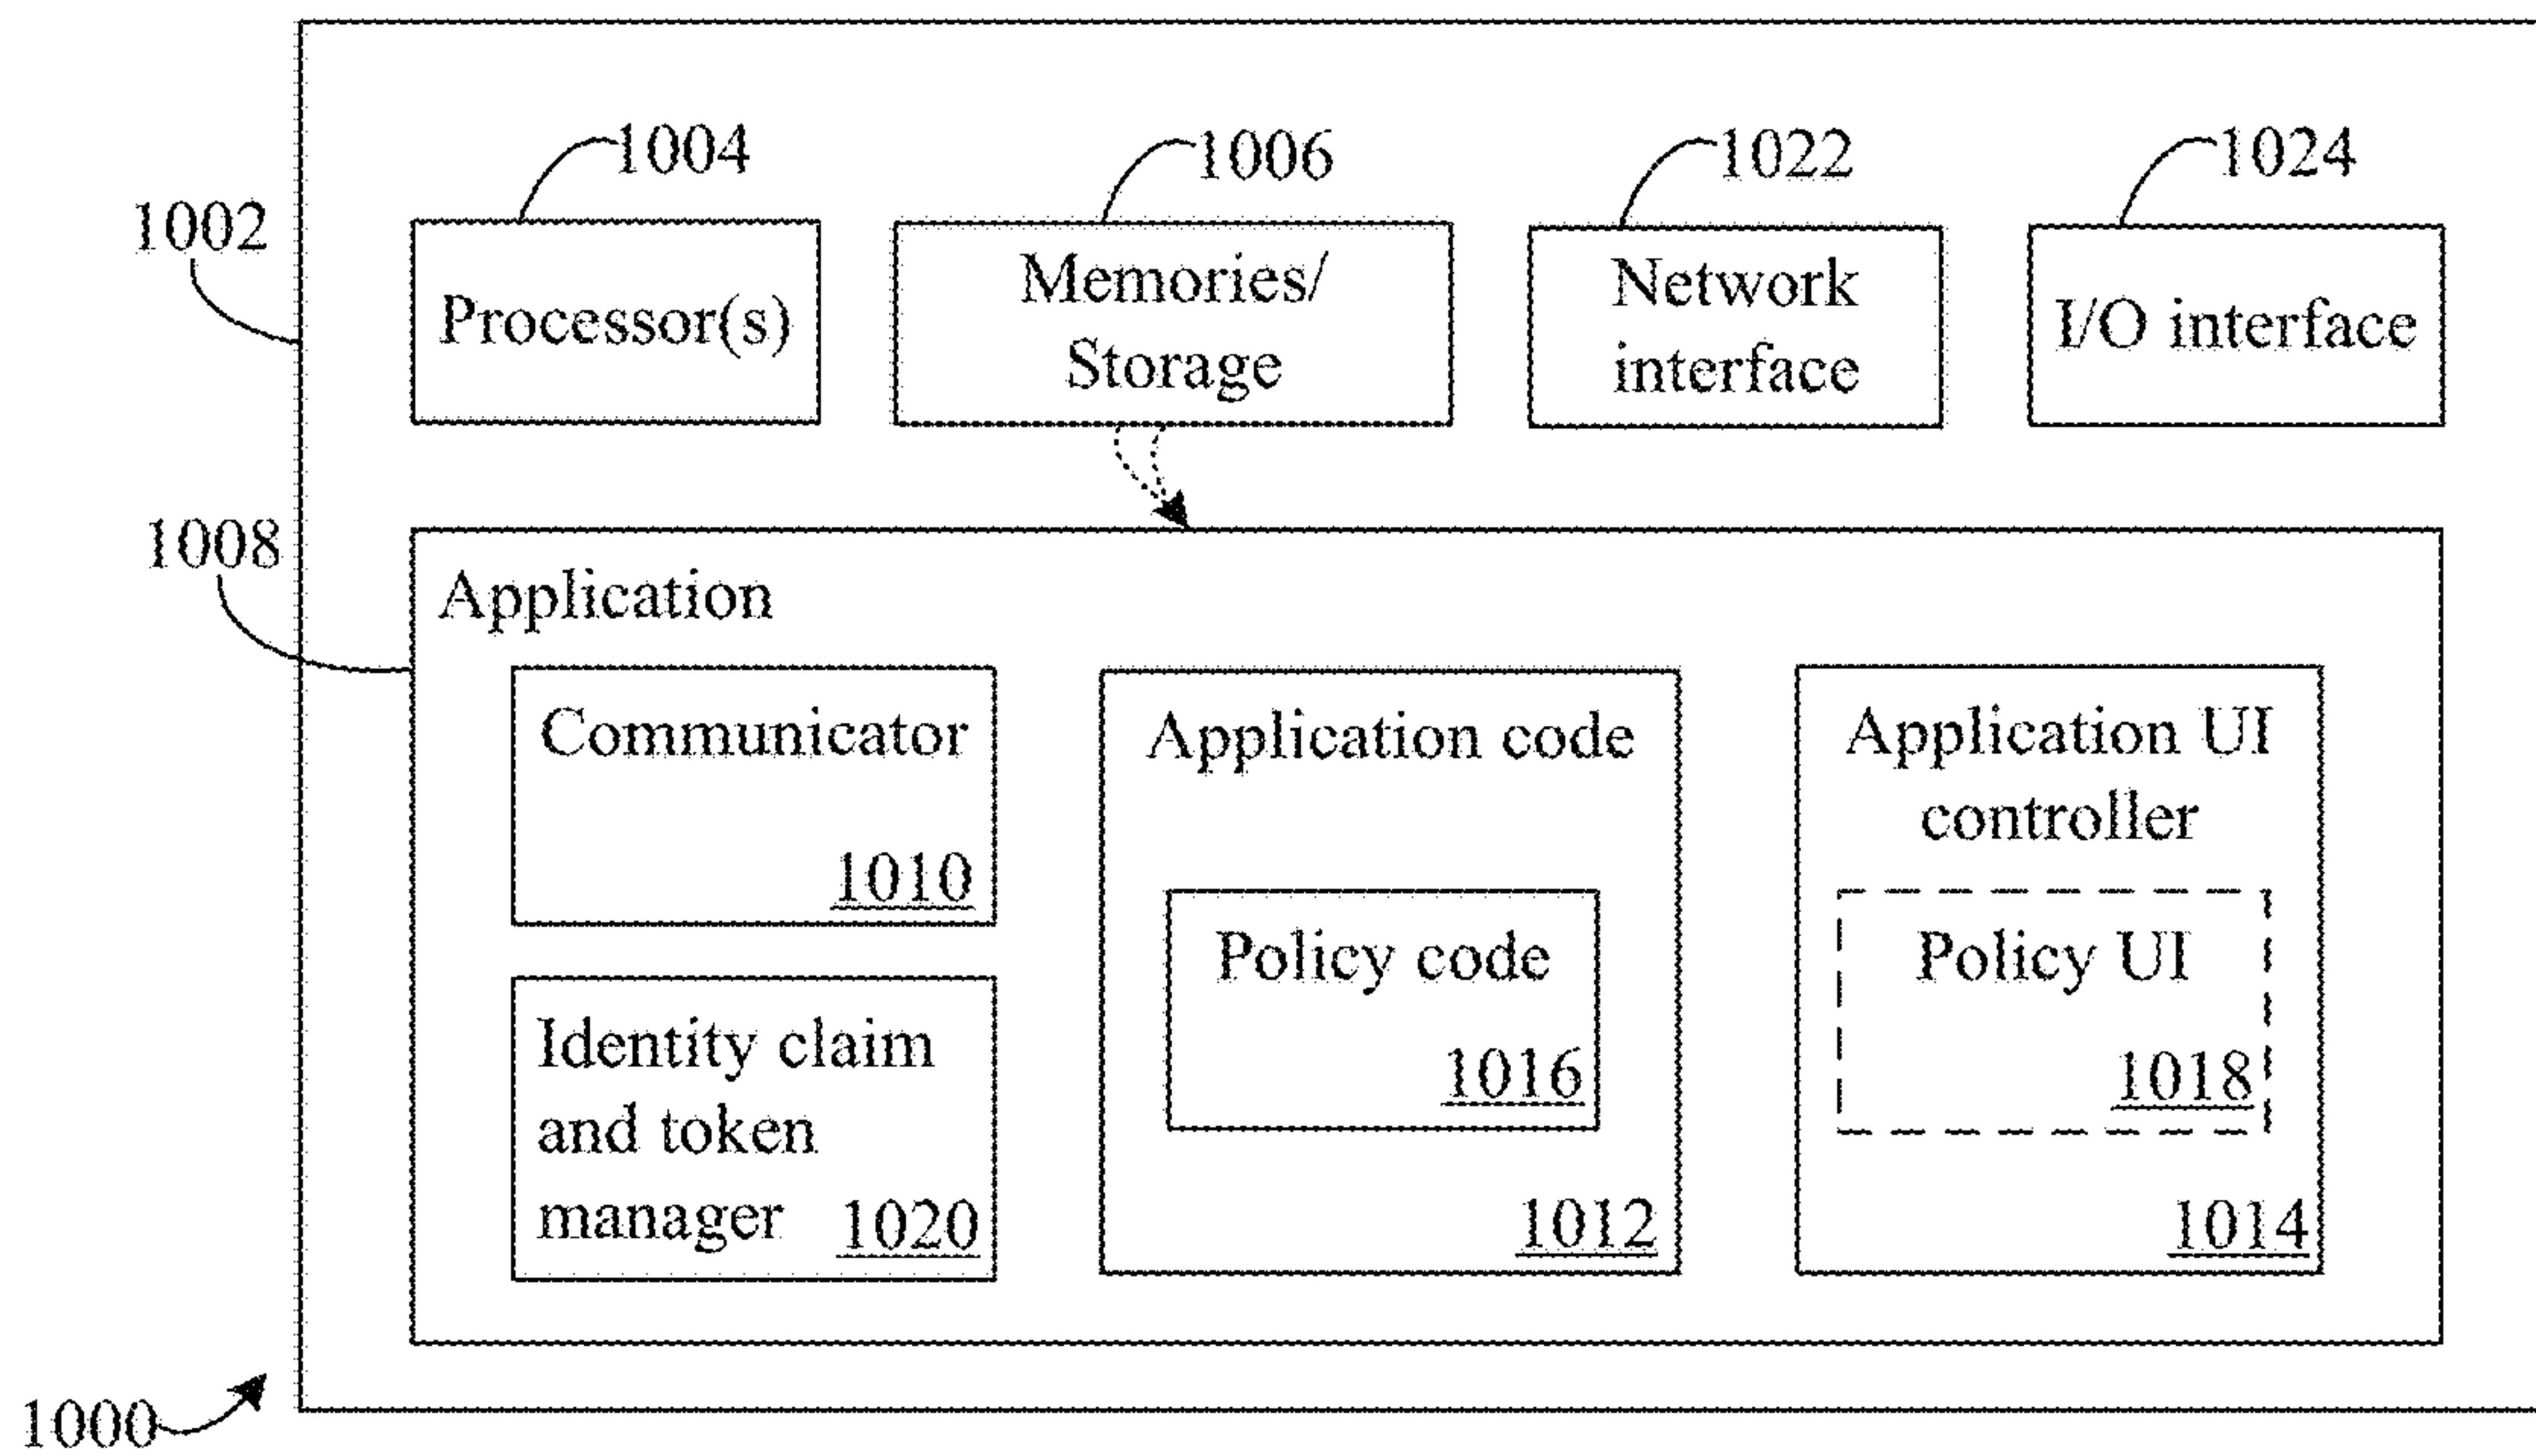 1004
1006
1022
1024
1002
Processor(s)
Memories/
Storage
Network
interface
I/O interface
1008
Application
Communicator
1010
Identity claim
and token
manager 1020
Application code
Policy code
1016
1012
Application UI
controller
Policy UI
1018
1014
1000